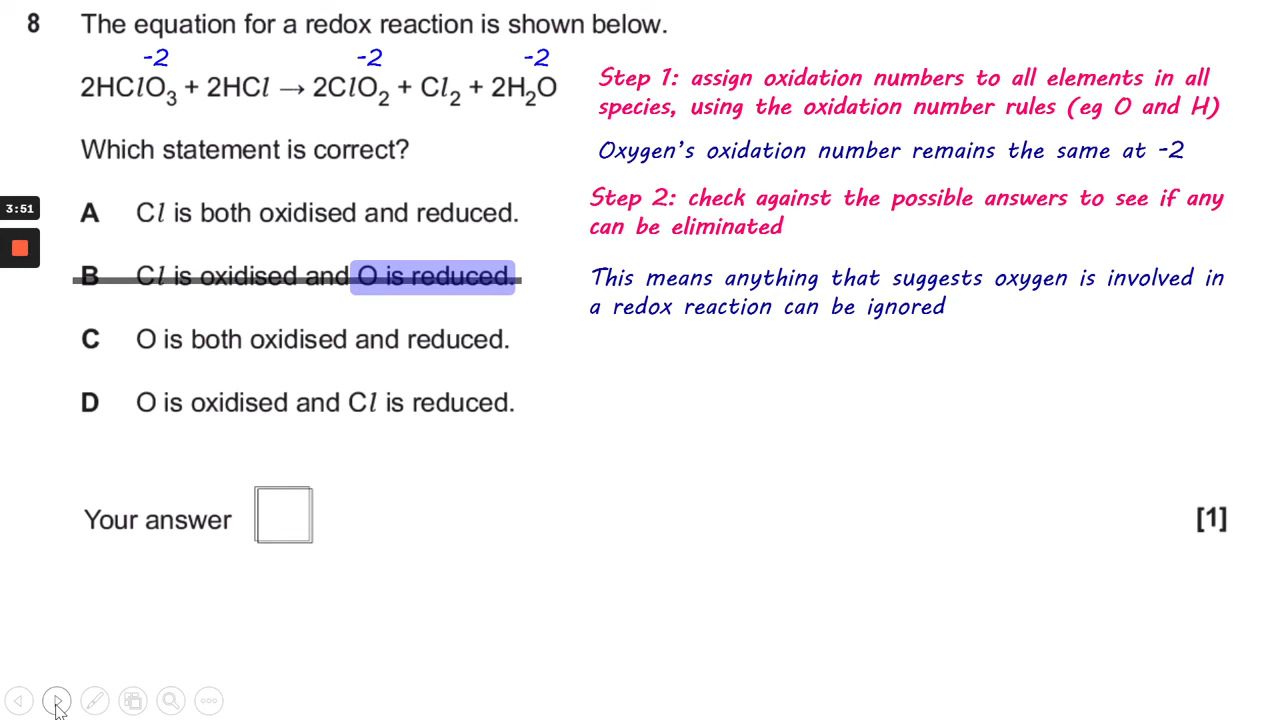 8 The equation for a redox reaction is shown below.
-2 -2 -2
2HClO₃ + 2HCl → 2ClO₂ + Cl₂ + 2H₂O
Step 1: assign oxidation numbers to all elements in all
species, using the oxidation number rules (eg O and H)
Which statement is correct?
Oxygen's oxidation number remains the same at -2
3:51
A Cl is both oxidised and reduced.
Step 2: check against the possible answers to see if any
can be eliminated
B Cl is oxidised and O is reduced.
This means anything that suggests oxygen is involved in
a redox reaction can be ignored
C O is both oxidised and reduced.
D O is oxidised and Cl is reduced.
Your answer
[1]